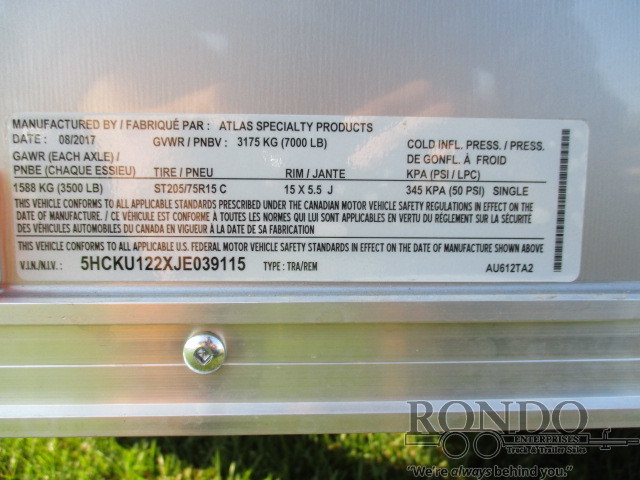 MANUFACTURED BY / FABRIQUÉ PAR : ATLAS SPECIALTY PRODUCTS
DATE : 08/2017 GVWR / PNBV : 3175 KG (7000 LB) COLD INFL. PRESS. / PRESS.
GAWR (EACH AXLE) / DE GONFL. À FROID
PNBE (CHAQUE ESSIEU) TIRE / PNEU RIM / JANTE KPA (PSI / LPC)
1588 KG (3500 LB) ST205/75R15 C 15 X 5.5 J 345 KPA (50 PSI) SINGLE
THIS VEHICLE CONFORMS TO ALL APPLICABLE STANDARDS PRESCRIBED UNDER THE CANADIAN MOTOR VEHICLE SAFETY REGULATIONS IN EFFECT ON THE
DATE OF MANUFACTURE. / CE VÉHICULE EST CONFORME À TOUTES LES NORMES QUI LUI SONT APPLICABLES EN VERTU DU RÈGLEMENT SUR LA SÉCURITÉ
DES VÉHICULES AUTOMOBILES DU CANADA EN VIGUEUR À LA DATE DE SA FABRICATION
THIS VEHICLE CONFORMS TO ALL APPLICABLE U.S. FEDERAL MOTOR VEHICLE SAFETY STANDARDS IN EFFECT ON THE DATE OF MANUFACTURE SHOWN ABOVE
V.I.N./N.I.V. 5HCKU122XJE039115 TYPE : TRA/REM AU612TA2
RONDO
ENTERPRISES
Truck & Trailer Sales
"We're always behind you."